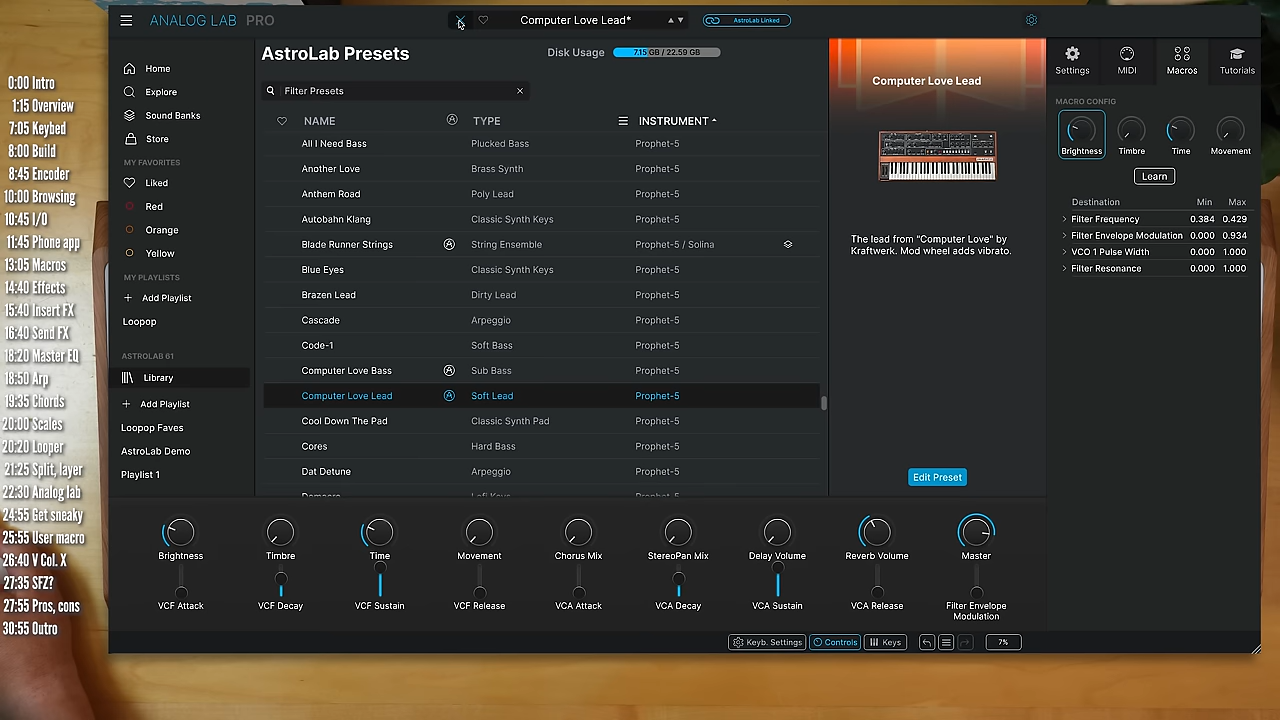 ANALOG LAB PRO
Computer Love Lead*
AstroLab Linked
0:00 Intro
1:15 Overview
7:05 Keybed
8:00 Build
8:45 Encoder
10:00 Browsing
10:45 I/O
11:45 Phone app
13:05 Macros
14:40 Effects
15:40 Insert FX
16:40 Send FX
18:20 Master EQ
18:50 Arp
19:35 Chords
20:00 Scales
20:20 Looper
21:25 Split, layer
22:30 Analog lab
24:55 Get sneaky
25:55 User macro
26:40 V Col. X
27:35 SFZ?
27:55 Pros, cons
30:55 Outro
Home
Explore
Sound Banks
Store
MY FAVORITES
Liked
Red
Orange
Yellow
MY PLAYLISTS
Add Playlist
Loopop
ASTROLAB 61
Library
Add Playlist
Loopop Faves
AstroLab Demo
Playlist 1
AstroLab Presets
Disk Usage 7.15 GB / 22.59 GB
Filter Presets
NAME TYPE INSTRUMENT
All I Need Bass Plucked Bass Prophet-5
Another Love Brass Synth Prophet-5
Anthem Road Poly Lead Prophet-5
Autobahn Klang Classic Synth Keys Prophet-5
Blade Runner Strings String Ensemble Prophet-5 / Solina
Blue Eyes Classic Synth Keys Prophet-5
Brazen Lead Dirty Lead Prophet-5
Cascade Arpeggio Prophet-5
Code-1 Soft Bass Prophet-5
Computer Love Bass Sub Bass Prophet-5
Computer Love Lead Soft Lead Prophet-5
Cool Down The Pad Classic Synth Pad Prophet-5
Cores Hard Bass Prophet-5
Dat Detune Arpeggio Prophet-5
Computer Love Lead
The lead from "Computer Love" by
Kraftwerk. Mod wheel adds vibrato.
Edit Preset
Settings MIDI Macros Tutorials
MACRO CONFIG
Brightness Timbre Time Movement
Learn
Destination Min Max
Filter Frequency 0.384 0.429
Filter Envelope Modulation 0.000 0.934
VCO 1 Pulse Width 0.000 1.000
Filter Resonance 0.000 1.000
Brightness Timbre Time Movement Chorus Mix StereoPan Mix Delay Volume Reverb Volume Master
VCF Attack VCF Decay VCF Sustain VCF Release VCA Attack VCA Decay VCA Sustain VCA Release Filter Envelope
Modulation
Keyb. Settings Controls Keys 7%